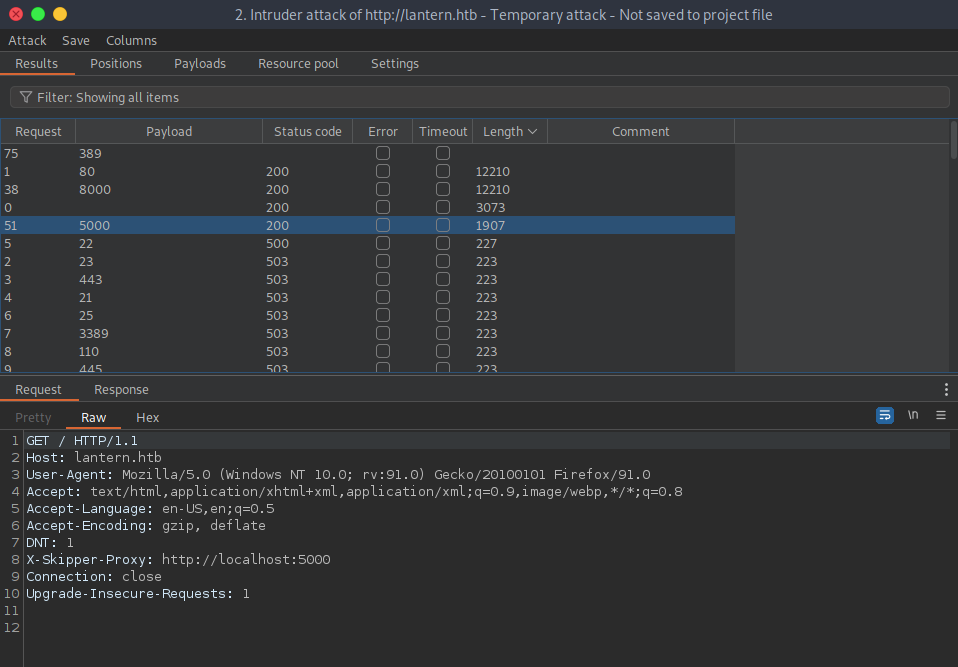 2. Intruder attack of http://lantern.htb - Temporary attack - Not saved to project file
Attack Save Columns
Results Positions Payloads Resource pool Settings
Filter: Showing all items
Request Payload Status code Error Timeout Length Comment
75 389
1 80 200 12210
38 8000 200 12210
0 200 3073
51 5000 200 1907
5 22 500 227
2 23 503 223
3 443 503 223
4 21 503 223
6 25 503 223
7 3389 503 223
8 110 503 223
9 445 503 223
Request Response
Pretty Raw Hex \n
1 GET / HTTP/1.1
2 Host: lantern.htb
3 User-Agent: Mozilla/5.0 (Windows NT 10.0; rv:91.0) Gecko/20100101 Firefox/91.0
4 Accept: text/html,application/xhtml+xml,application/xml;q=0.9,image/webp,*/*;q=0.8
5 Accept-Language: en-US,en;q=0.5
6 Accept-Encoding: gzip, deflate
7 DNT: 1
8 X-Skipper-Proxy: http://localhost:5000
9 Connection: close
10 Upgrade-Insecure-Requests: 1
11
12